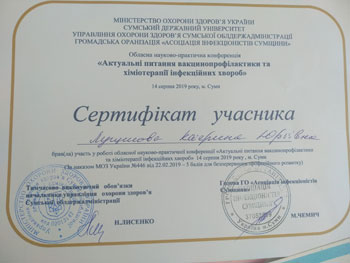 МІНІСТЕРСТВО ОХОРОНИ ЗДОРОВ'Я УКРАЇНИ
СУМСЬКИЙ ДЕРЖАВНИЙ УНІВЕРСИТЕТ
УПРАВЛІННЯ ОХОРОНИ ЗДОРОВ'Я СУМСЬКОЇ ОБЛДЕРЖАДМІНІСТРАЦІЇ
ГРОМАДСЬКА ОРГАНІЗАЦІЯ «АСОЦІАЦІЯ ІНФЕКЦІОНІСТІВ СУМЩИНИ»
Обласна науково-практична конференція
«Актуальні питання вакцинопрофілактики та
хіміотерапії інфекційних хвороб»
14 серпня 2019 року, м. Суми
Сертифікат учасника
Катерина Юріївна
брав(ла) участь у роботі обласної науково-практичної конференції «Актуальні питання вакцинопрофілактики
та хіміотерапії інфекційних хвороб» 14 серпня 2019 року, м. Суми
(За наказом МОЗ України №446 від 22.02.2019 – 5 балів для безперервного професійного розвитку)
Тимчасово виконуючий обов'язки
начальника управління охорони здоров'я
Сумської облдержадміністрації
Н.ЛИСЕНКО
Голова ГО «Асоціація інфекціоністів
Сумщини»
М.ЧЕМИЧ